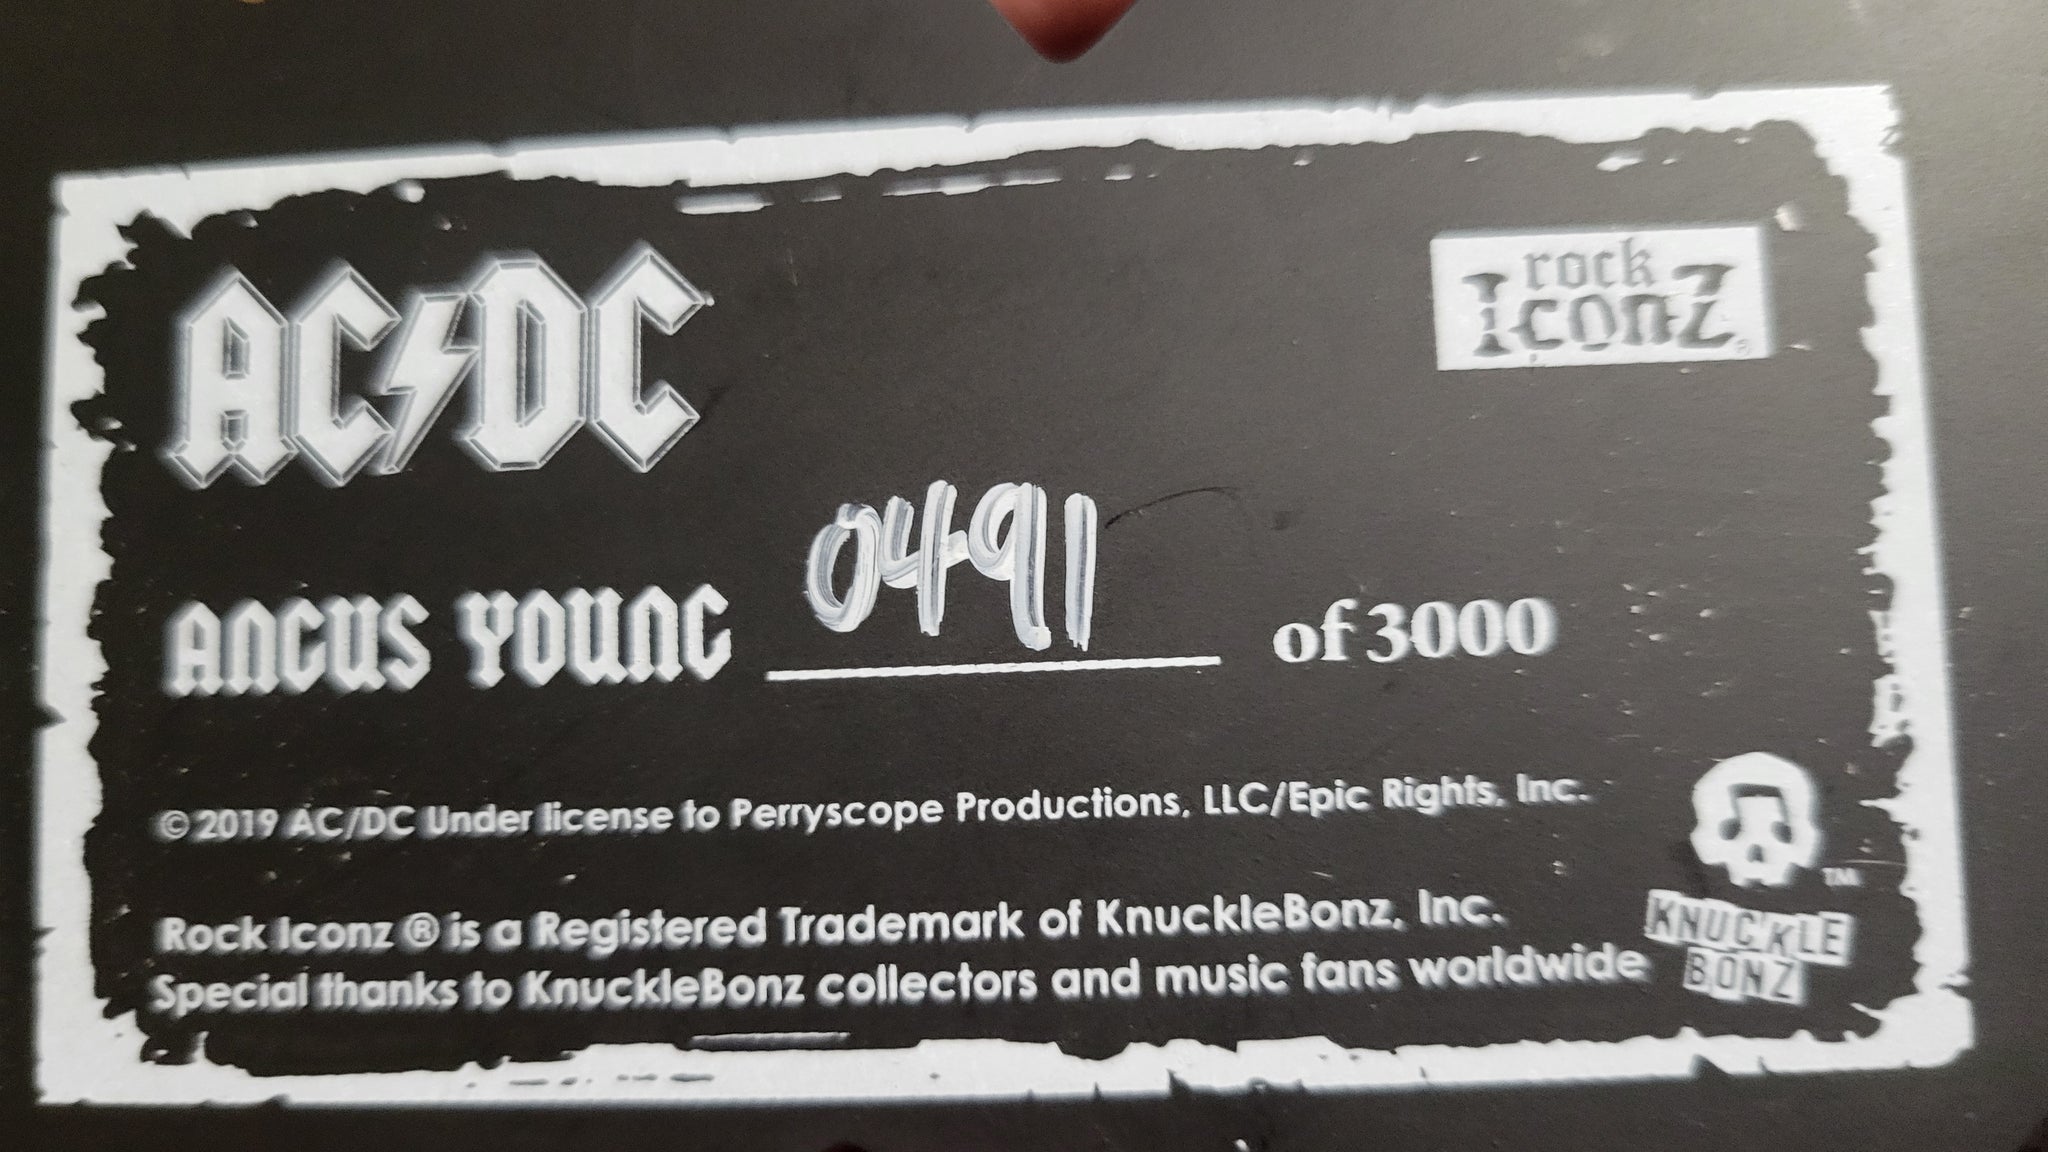 AC/DC
rock
Iconz®
ANGUS YOUNG 0491 of 3000
© 2019 AC/DC Under license to Perryscope Productions, LLC/Epic Rights, Inc.
Rock Iconz ® is a Registered Trademark of KnuckleBonz, Inc.
Special thanks to KnuckleBonz collectors and music fans worldwide
TM
KNUCKLE
BONZ